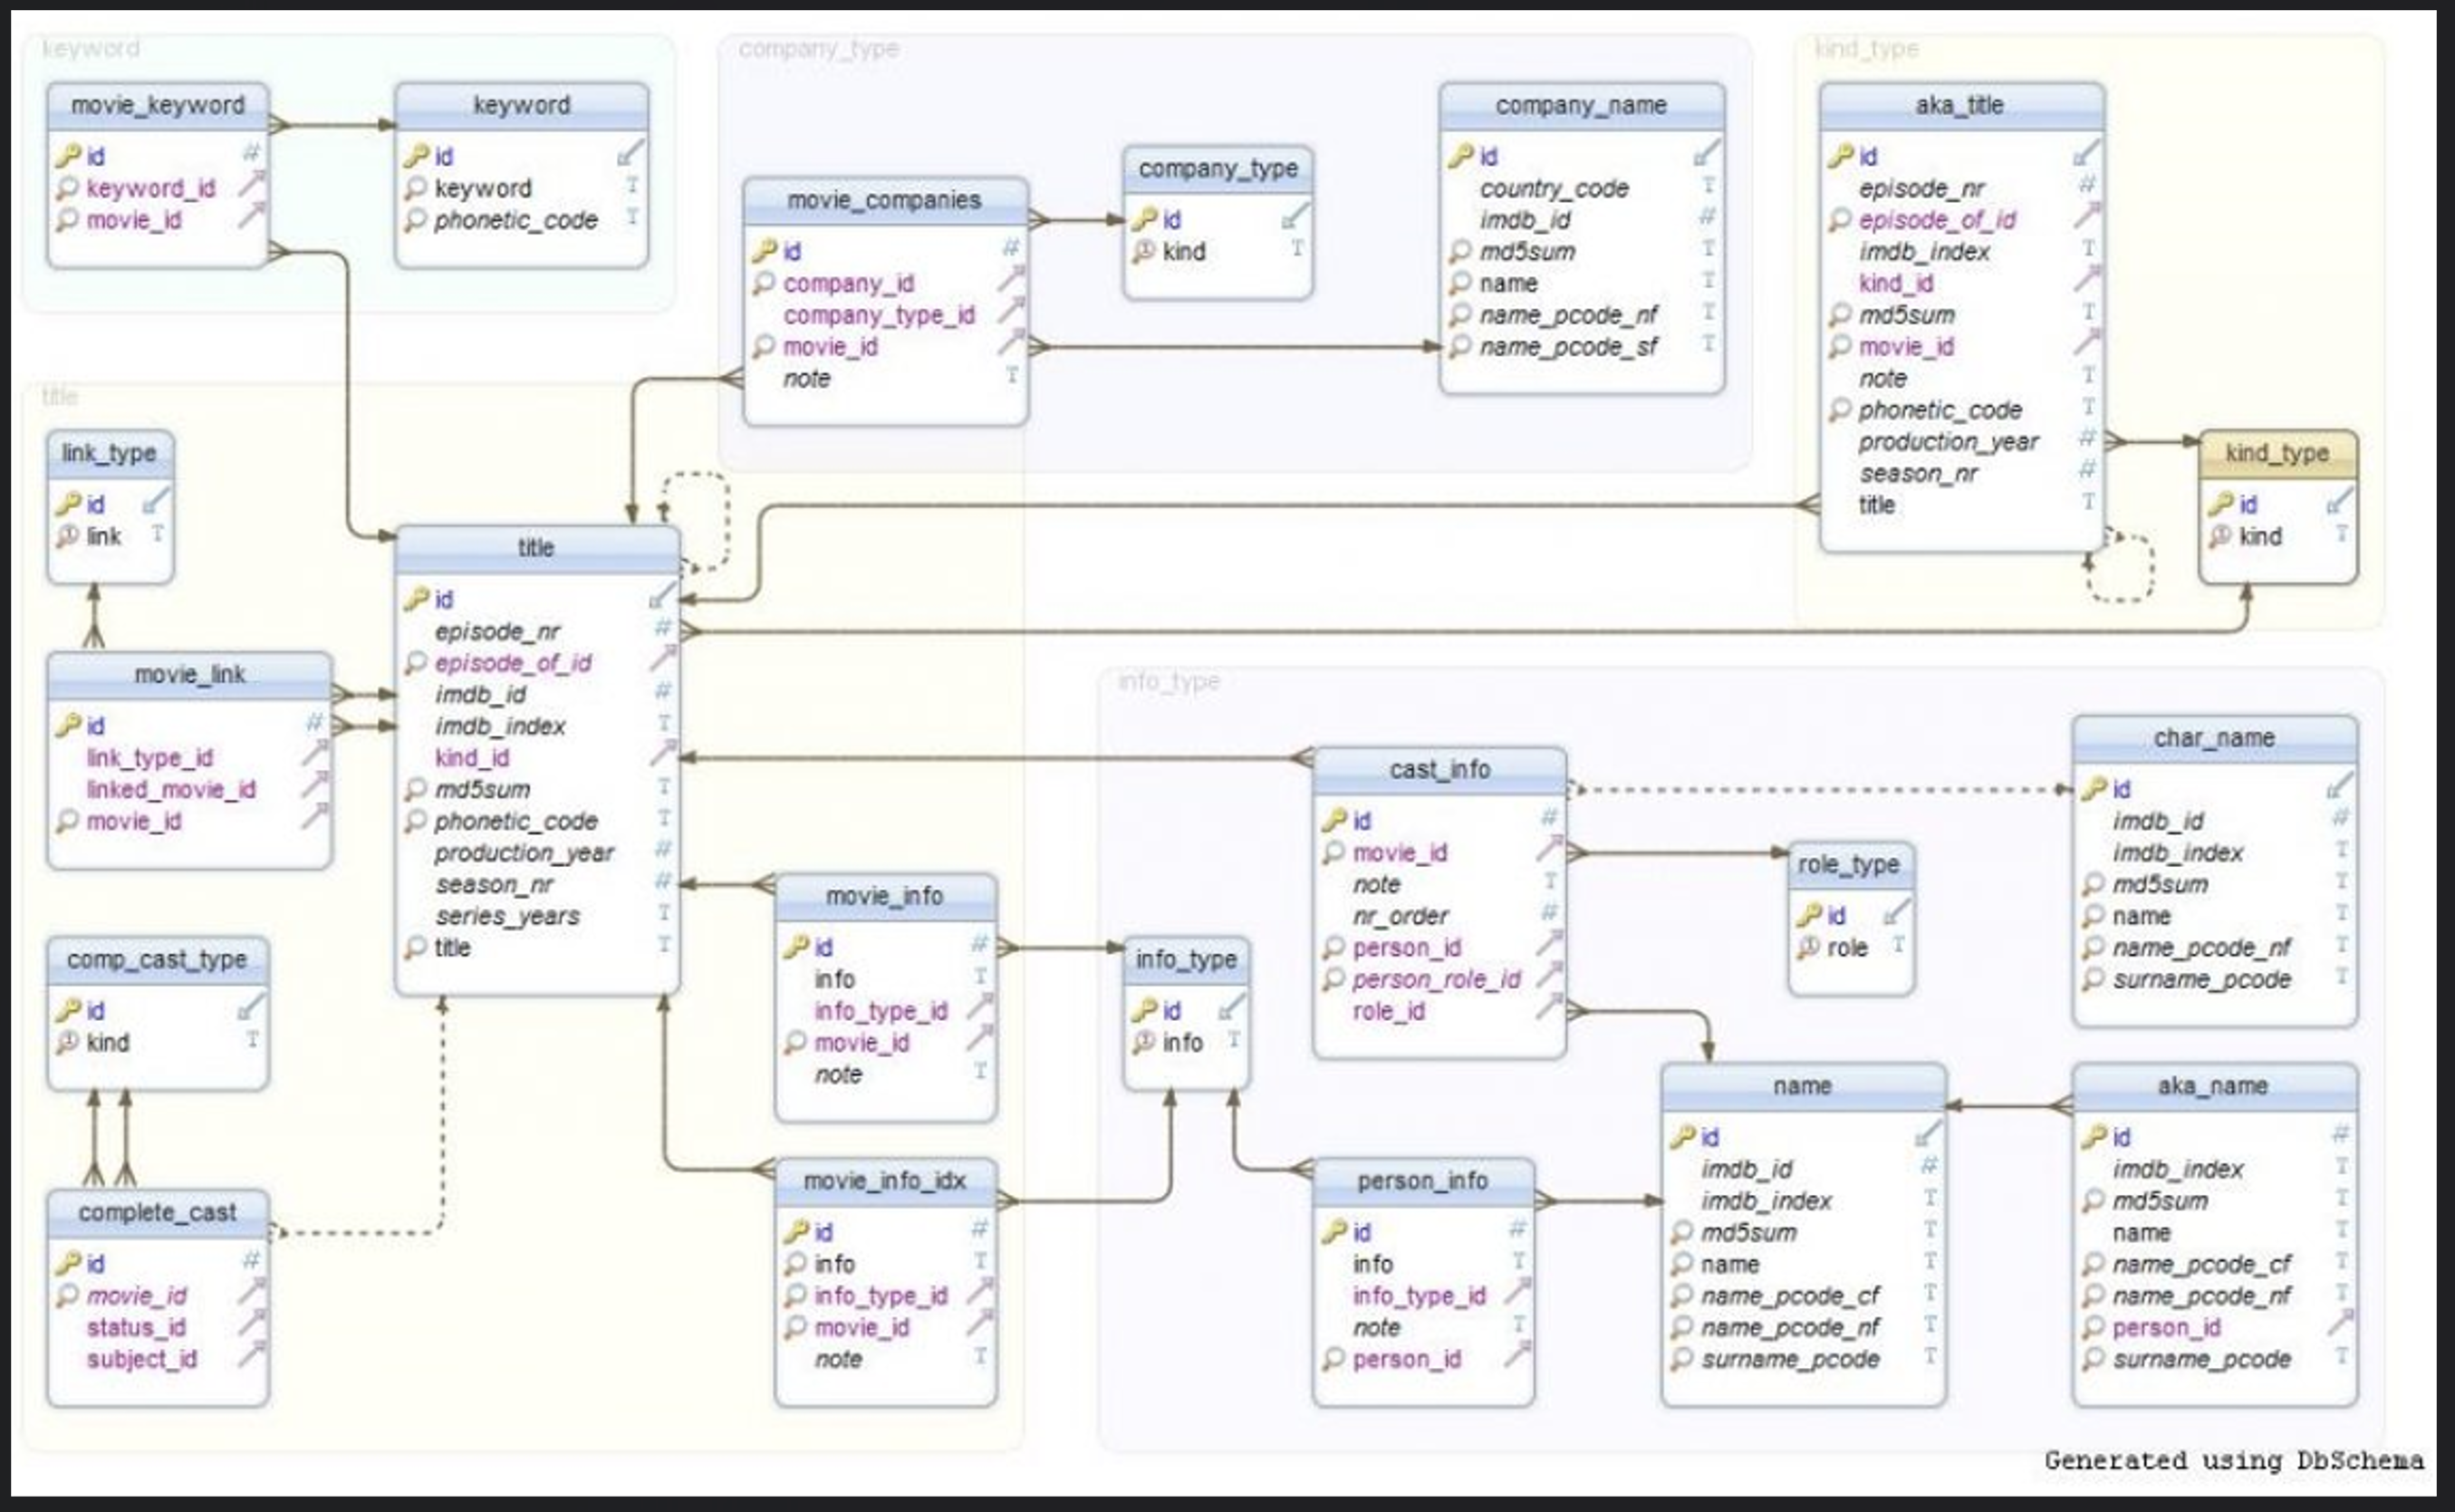 keyword
movie_keyword
id
keyword_id
movie_id
keyword
id
keyword
phonetic_code
company_type
movie_companies
id
company_id
company_type_id
movie_id
note
company_type
id
kind
company_name
id
country_code
imdb_id
md5sum
name
name_pcode_nf
name_pcode_sf
kind_type
aka_title
id
episode_nr
episode_of_id
imdb_index
kind_id
md5sum
movie_id
note
phonetic_code
production_year
season_nr
title
kind_type
id
kind
title
link_type
id
link
movie_link
id
link_type_id
linked_movie_id
movie_id
comp_cast_type
id
kind
complete_cast
id
movie_id
status_id
subject_id
title
id
episode_nr
episode_of_id
imdb_id
imdb_index
kind_id
md5sum
phonetic_code
production_year
season_nr
series_years
title
movie_info
id
info
info_type_id
movie_id
note
movie_info_idx
id
info
info_type_id
movie_id
note
info_type
info_type
id
info
cast_info
id
movie_id
note
nr_order
person_id
person_role_id
role_id
role_type
id
role
char_name
id
imdb_id
imdb_index
md5sum
name
name_pcode_nf
surname_pcode
person_info
id
info
info_type_id
note
person_id
name
id
imdb_id
imdb_index
md5sum
name
name_pcode_cf
name_pcode_nf
surname_pcode
aka_name
id
imdb_index
md5sum
name
name_pcode_cf
name_pcode_nf
person_id
surname_pcode
Generated using DbSchema